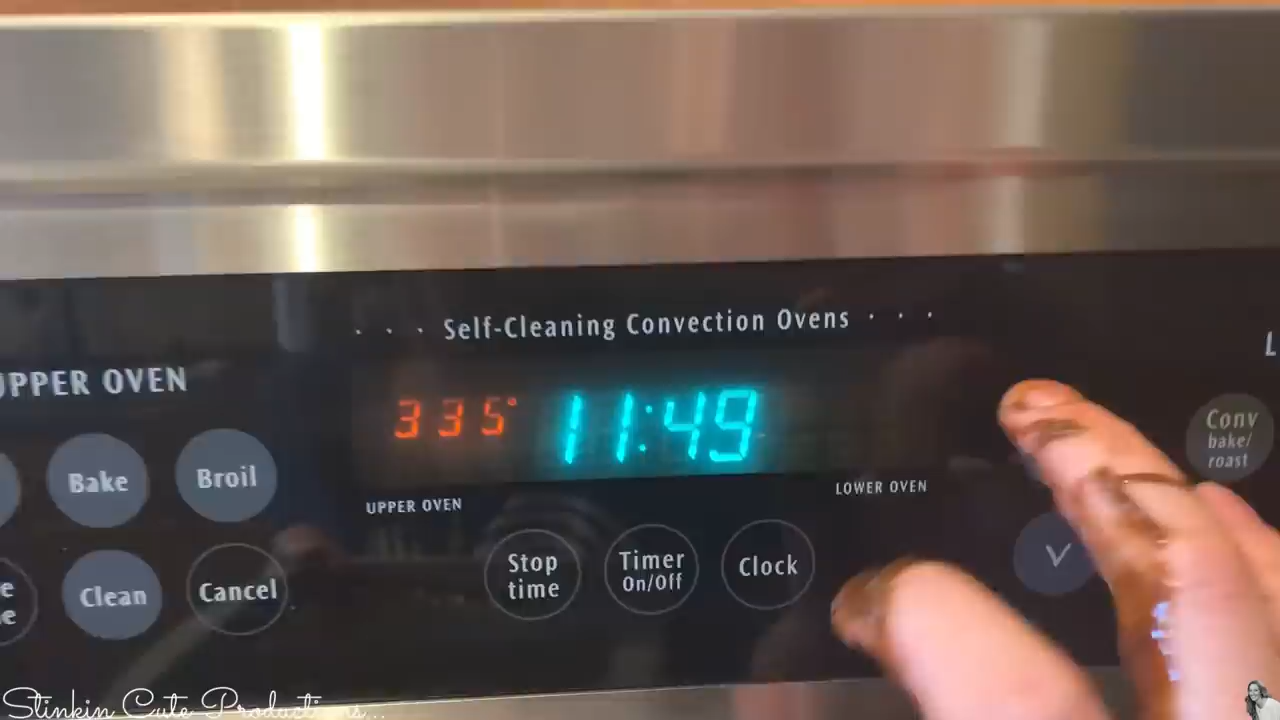 · · · Self-Cleaning Convection Ovens · · ·
UPPER OVEN
335° 11:49
Bake Broil
Conv
bake/
roast
UPPER OVEN
LOWER OVEN
Clean Cancel
Stop
time
Timer
On/Off
Clock
Stinkin Cute Productions...